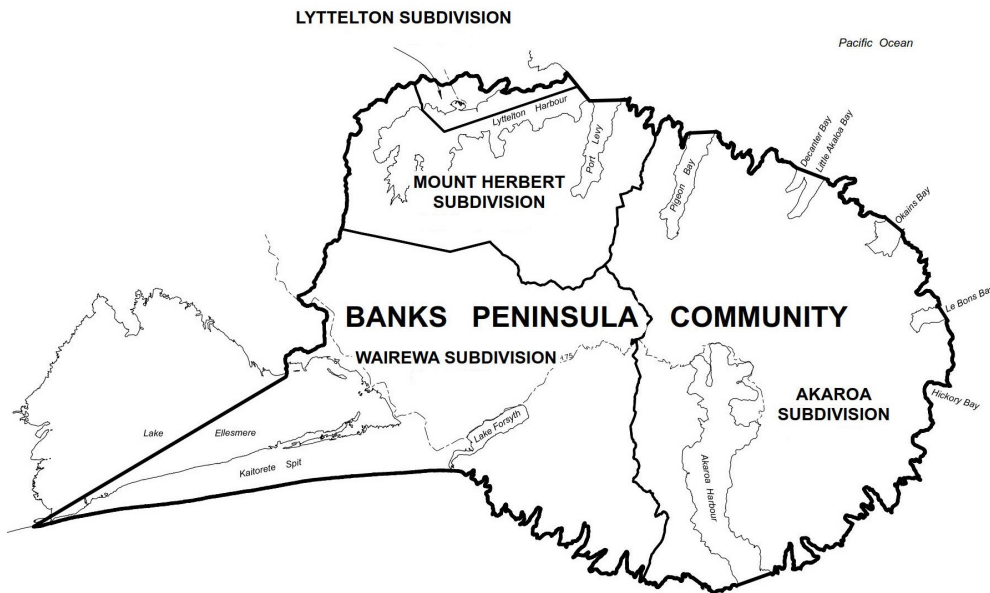 LYTTELTON SUBDIVISION
Pacific Ocean
Lyttelton Harbour
Port Levy
Pigeon Bay
Decanter Bay
Little Akaloa Bay
MOUNT HERBERT
SUBDIVISION
Okains Bay
Le Bons Bay
BANKS PENINSULA COMMUNITY
WAIREWA SUBDIVISION
175
AKAROA
SUBDIVISION
Hickory Bay
Lake Forsyth
Lake Ellesmere
Kaitorete Spit
Akaroa Harbour